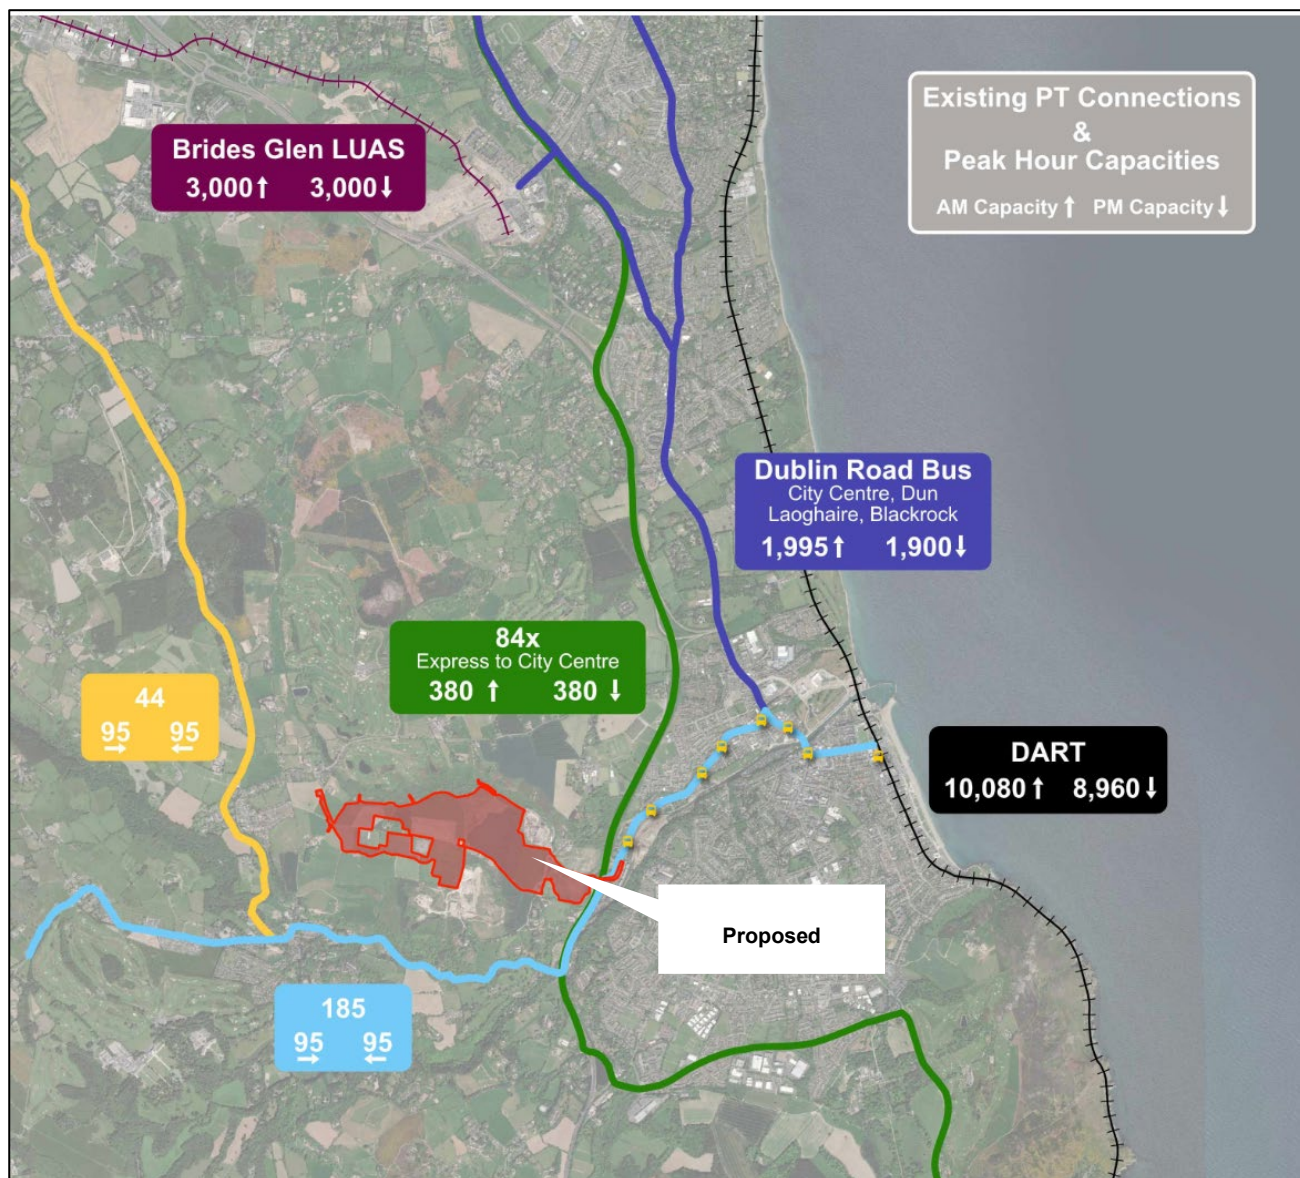 Existing PT Connections
&
Peak Hour Capacities
AM Capacity ↑ PM Capacity ↓
Brides Glen LUAS
3,000 ↑ 3,000 ↓
Dublin Road Bus
City Centre, Dun
Laoghaire, Blackrock
1,995 ↑ 1,900 ↓
84x
Express to City Centre
380 ↑ 380 ↓
44
95 → 95 ←
DART
10,080 ↑ 8,960 ↓
Proposed
185
95 → 95 ←